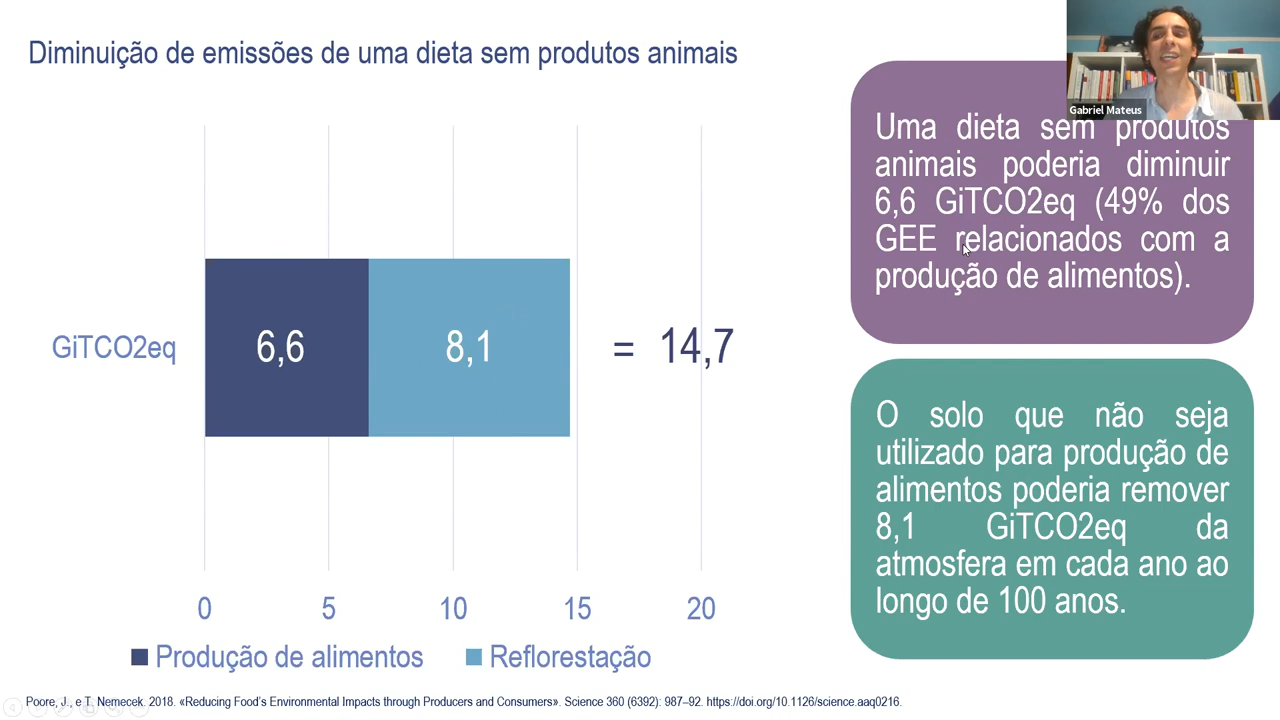 Diminuição de emissões de uma dieta sem produtos animais
Gabriel Mateus
Uma dieta sem produtos
animais poderia diminuir
6,6 GiTCO2eq (49% dos
GEE relacionados com a
produção de alimentos).
GiTCO2eq
6,6
8,1
= 14,7
O solo que não seja
utilizado para produção de
alimentos poderia remover
8,1 GiTCO2eq da
atmosfera em cada ano ao
longo de 100 anos.
0 5 10 15 20
Produção de alimentos Reflorestação
Poore, J., e T. Nemecek. 2018. «Reducing Food's Environmental Impacts through Producers and Consumers». Science 360 (6392): 987–92. https://doi.org/10.1126/science.aaq0216.